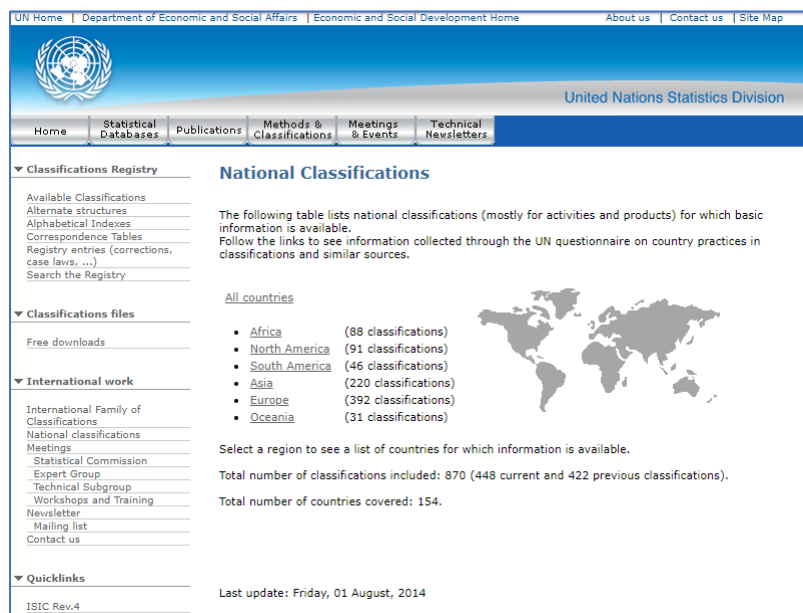 UN Home | Department of Economic and Social Affairs | Economic and Social Development Home About us | Contact us | Site Map
United Nations Statistics Division
Home
Statistical
Databases
Publications
Methods &
Classifications
Meetings
& Events
Technical
Newsletters
Classifications Registry
Available Classifications
Alternate structures
Alphabetical Indexes
Correspondence Tables
Registry entries (corrections,
case laws, ...)
Search the Registry
Classifications files
Free downloads
International work
International Family of
Classifications
National classifications
Meetings
Statistical Commission
Expert Group
Technical Subgroup
Workshops and Training
Newsletter
Mailing list
Contact us
Quicklinks
ISIC Rev.4
National Classifications
The following table lists national classifications (mostly for activities and products) for which basic
information is available.
Follow the links to see information collected through the UN questionnaire on country practices in
classifications and similar sources.
All countries
• Africa (88 classifications)
• North America (91 classifications)
• South America (46 classifications)
• Asia (220 classifications)
• Europe (392 classifications)
• Oceania (31 classifications)
Select a region to see a list of countries for which information is available.
Total number of classifications included: 870 (448 current and 422 previous classifications).
Total number of countries covered: 154.
Last update: Friday, 01 August, 2014